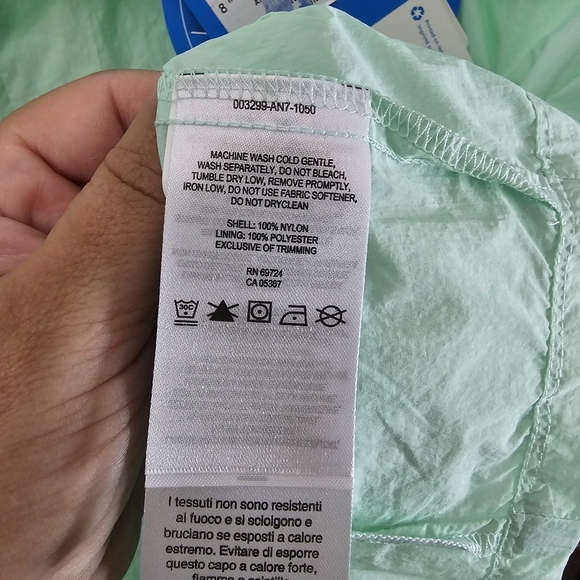 8
003299-AN7-1050
MACHINE WASH COLD GENTLE,
WASH SEPARATELY, DO NOT BLEACH,
TUMBLE DRY LOW, REMOVE PROMPTLY,
IRON LOW, DO NOT USE FABRIC SOFTENER,
DO NOT DRYCLEAN
SHELL: 100% NYLON
LINING: 100% POLYESTER
EXCLUSIVE OF TRIMMING
RN 69724
CA 05367
30C
I tessuti non sono resistenti
al fuoco e si sciolgono e
bruciano se esposti a calore
estremo. Evitare di esporre
questo capo a calore forte,